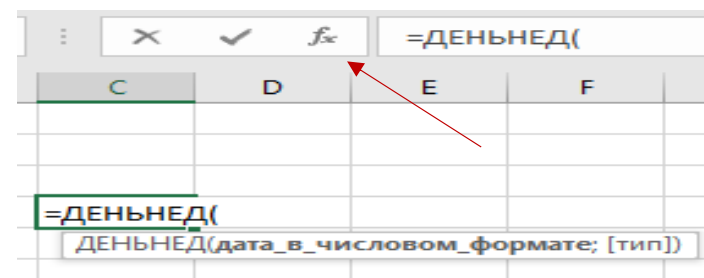 fx =ДЕНЬНЕД(
C D E F
=ДЕНЬНЕД(
ДЕНЬНЕД(дата_в_числовом_формате; [тип])